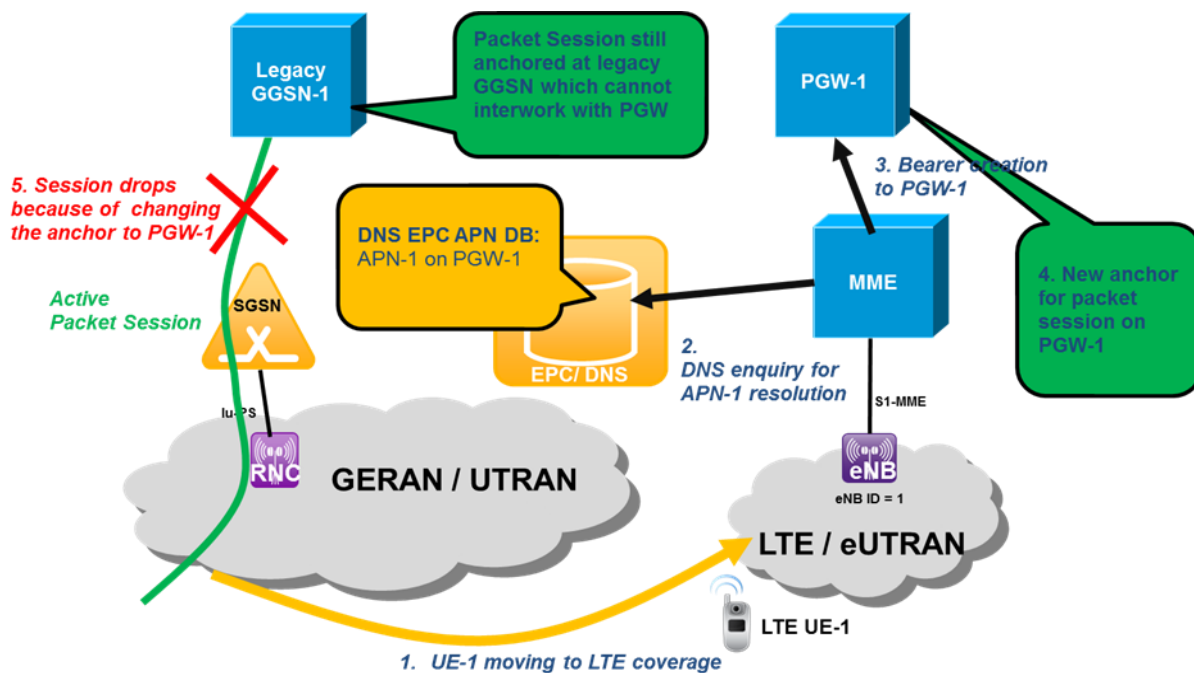 Legacy
GGSN-1
Packet Session still
anchored at legacy
GGSN which cannot
interwork with PGW
PGW-1
5. Session drops
because of changing
the anchor to PGW-1
3. Bearer creation
to PGW-1
DNS EPC APN DB:
APN-1 on PGW-1
MME
4. New anchor
for packet
session on
PGW-1
Active
Packet Session
SGSN
EPC/ DNS
2.
DNS enquiry for
APN-1 resolution
S1-MME
Iu-PS
RNC
GERAN / UTRAN
eNB
eNB ID = 1
LTE / eUTRAN
LTE UE-1
1. UE-1 moving to LTE coverage